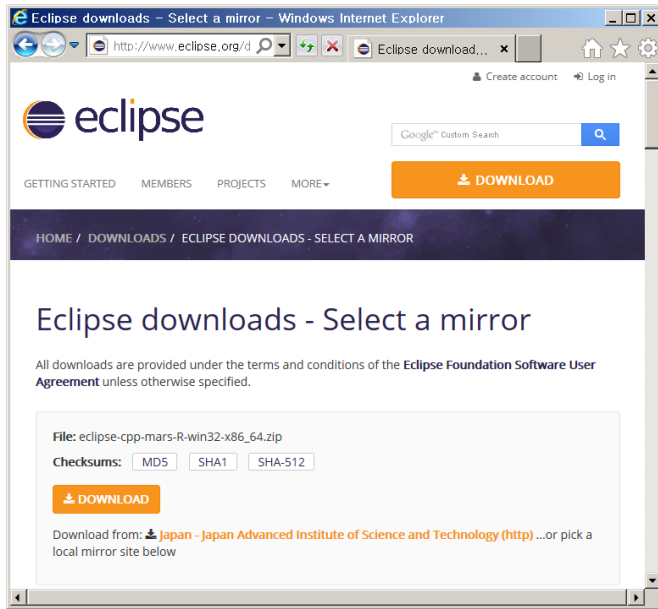 Eclipse downloads - Select a mirror - Windows Internet Explorer
http://www.eclipse.org/d
Eclipse download...
Create account Log in
eclipse
Google™ Custom Search
GETTING STARTED MEMBERS PROJECTS MORE
DOWNLOAD
HOME / DOWNLOADS / ECLIPSE DOWNLOADS - SELECT A MIRROR
Eclipse downloads - Select a mirror
All downloads are provided under the terms and conditions of the Eclipse Foundation Software User
Agreement unless otherwise specified.
File: eclipse-cpp-mars-R-win32-x86_64.zip
Checksums: MD5 SHA1 SHA-512
DOWNLOAD
Download from: Japan - Japan Advanced Institute of Science and Technology (http) ...or pick a
local mirror site below